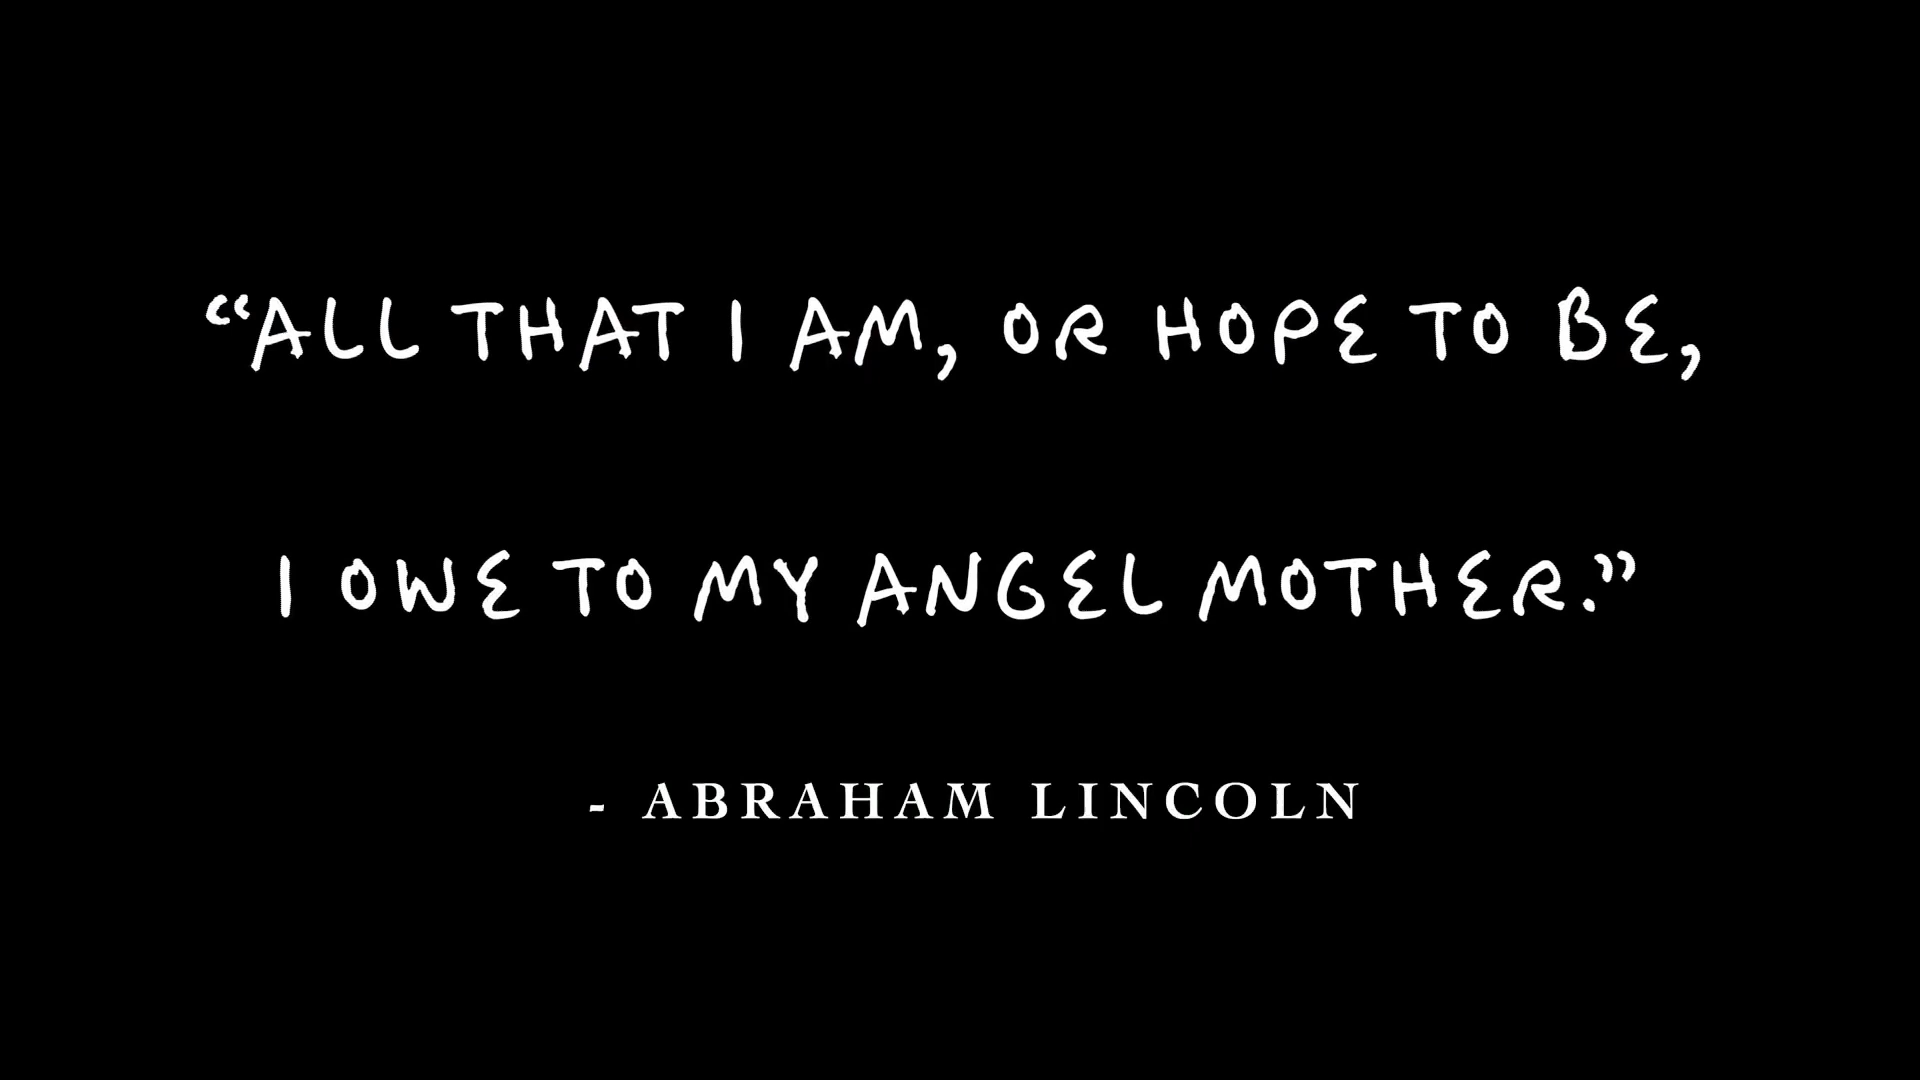 “ALL THAT I AM, OR HOPE TO BE,
I OWE TO MY ANGEL MOTHER.”
- ABRAHAM LINCOLN